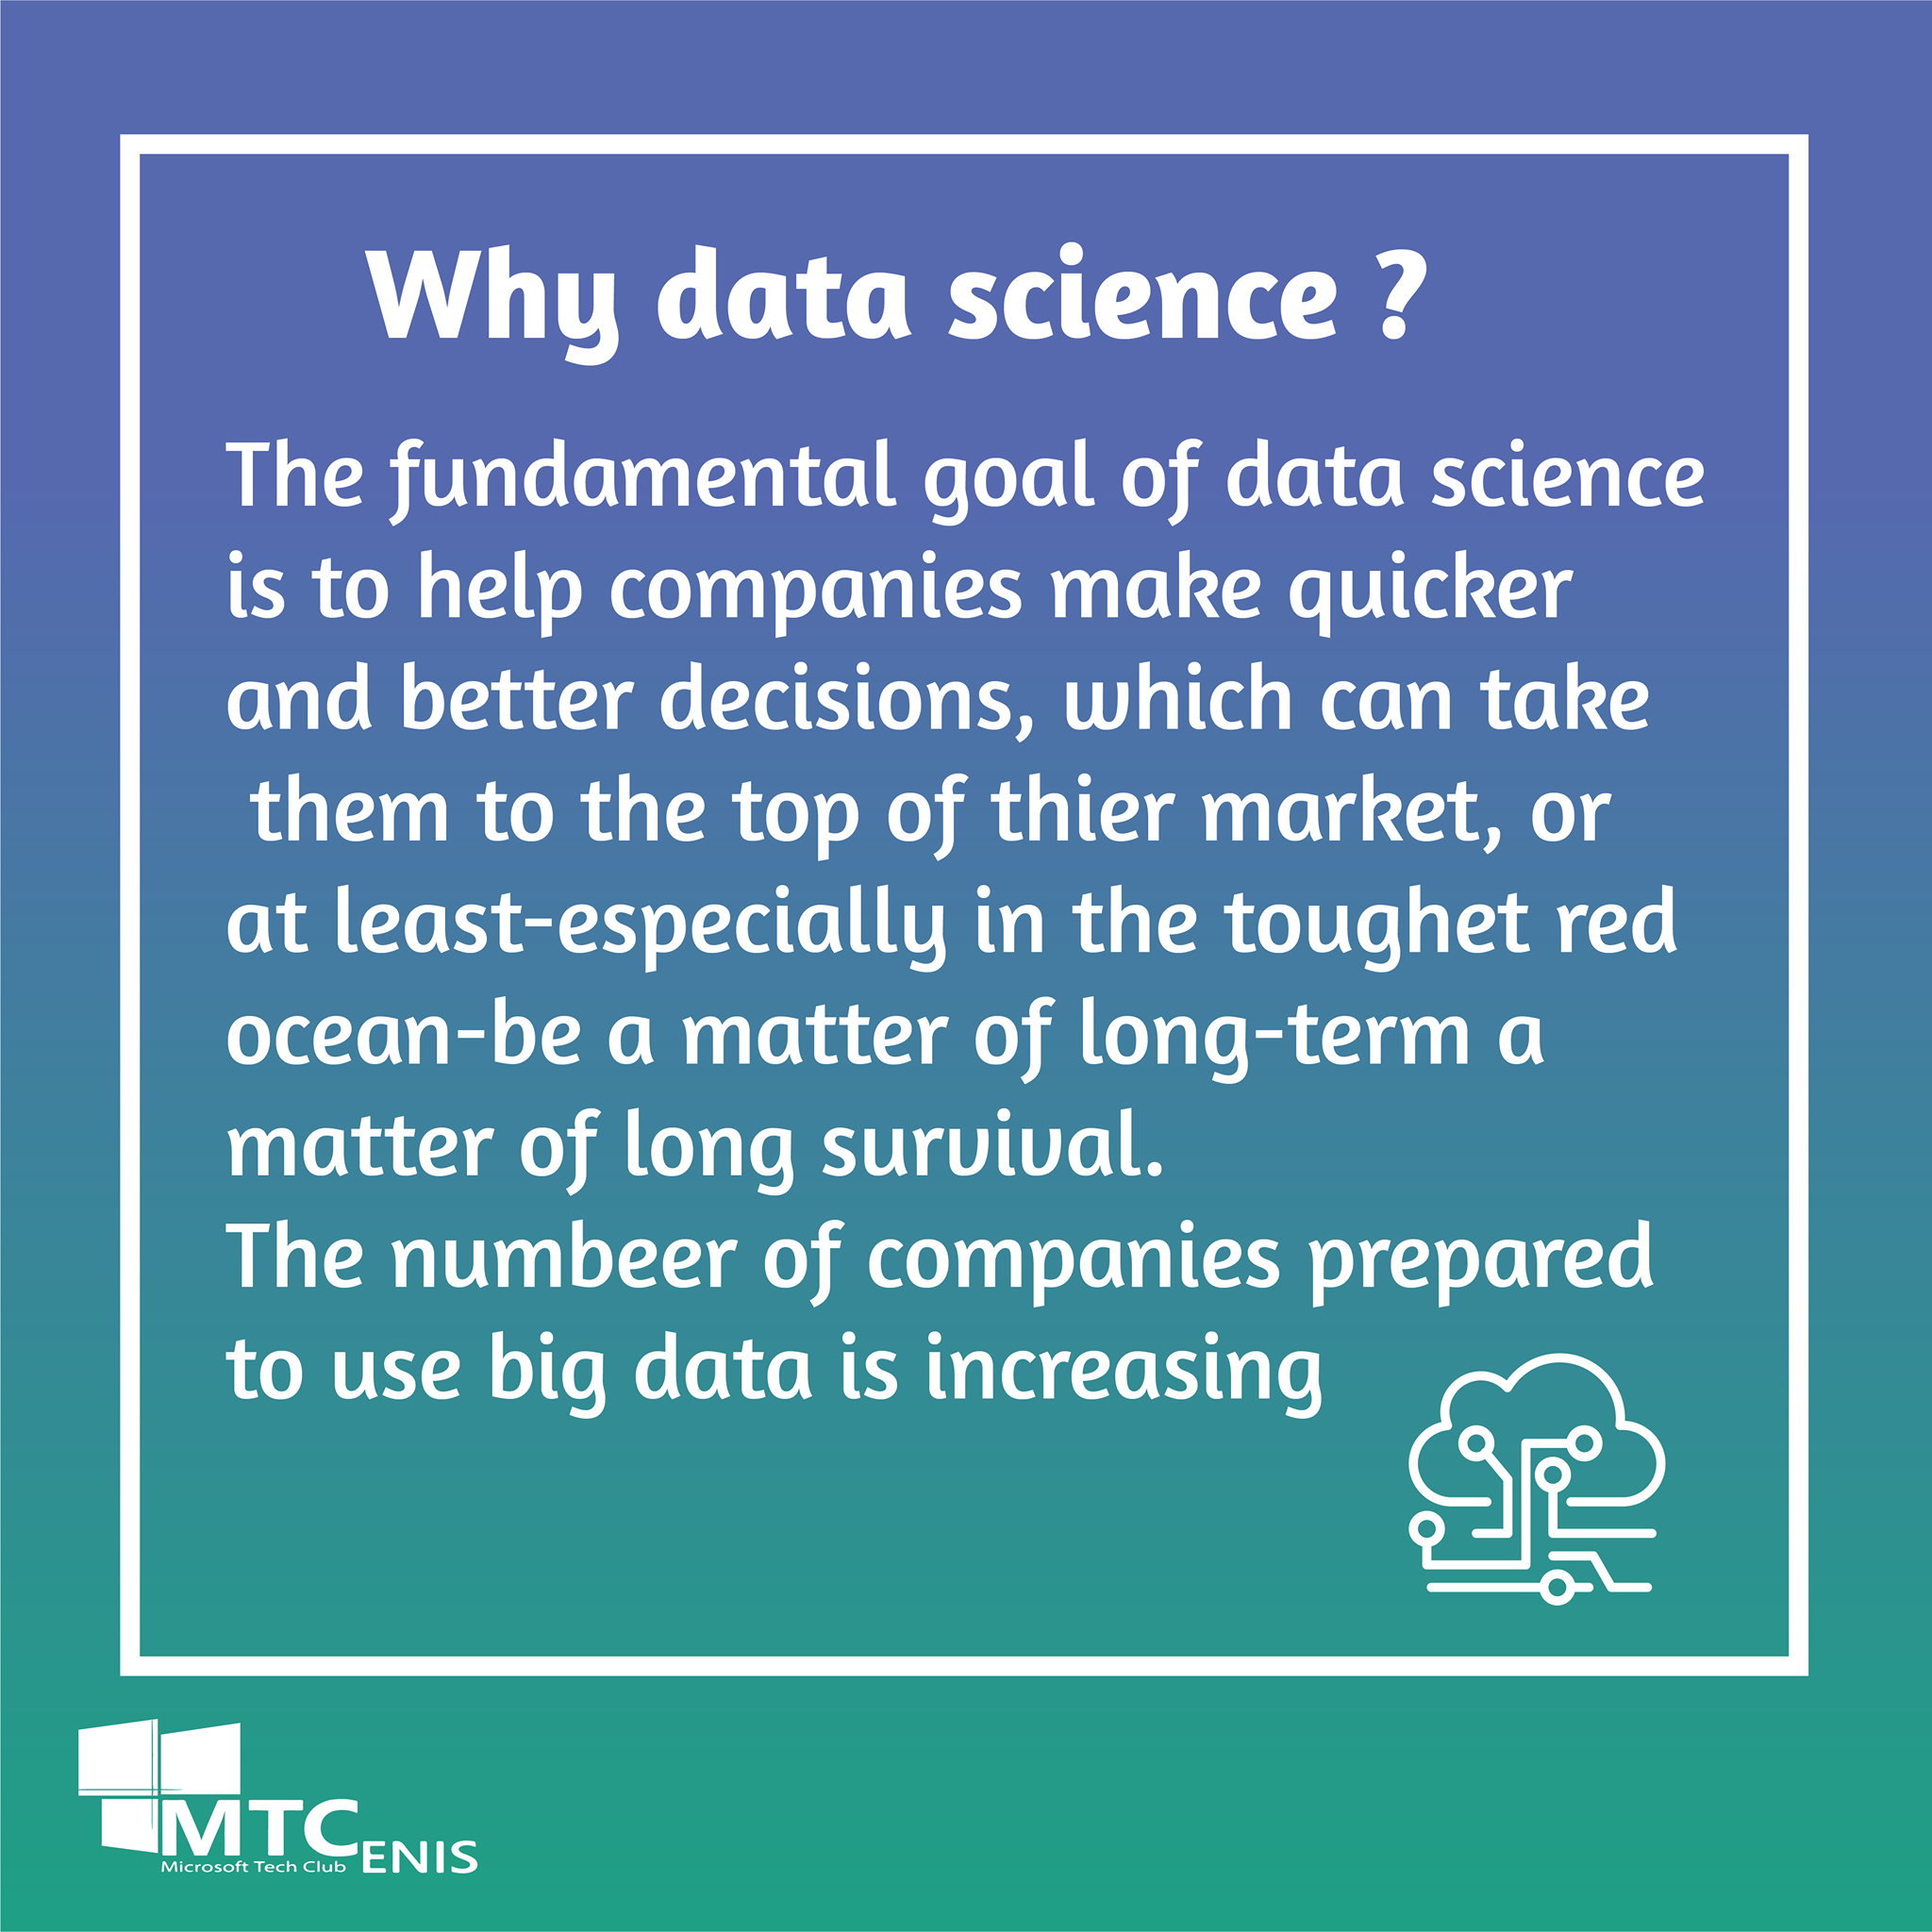 Why data science ?
The fundamental goal of data science
is to help companies make quicker
and better decisions, which can take
them to the top of thier market, or
at least-especially in the toughet red
ocean-be a matter of long-term a
matter of long survival.
The numbeer of companies prepared
to use big data is increasing
MTC
ENIS
Microsoft Tech Club